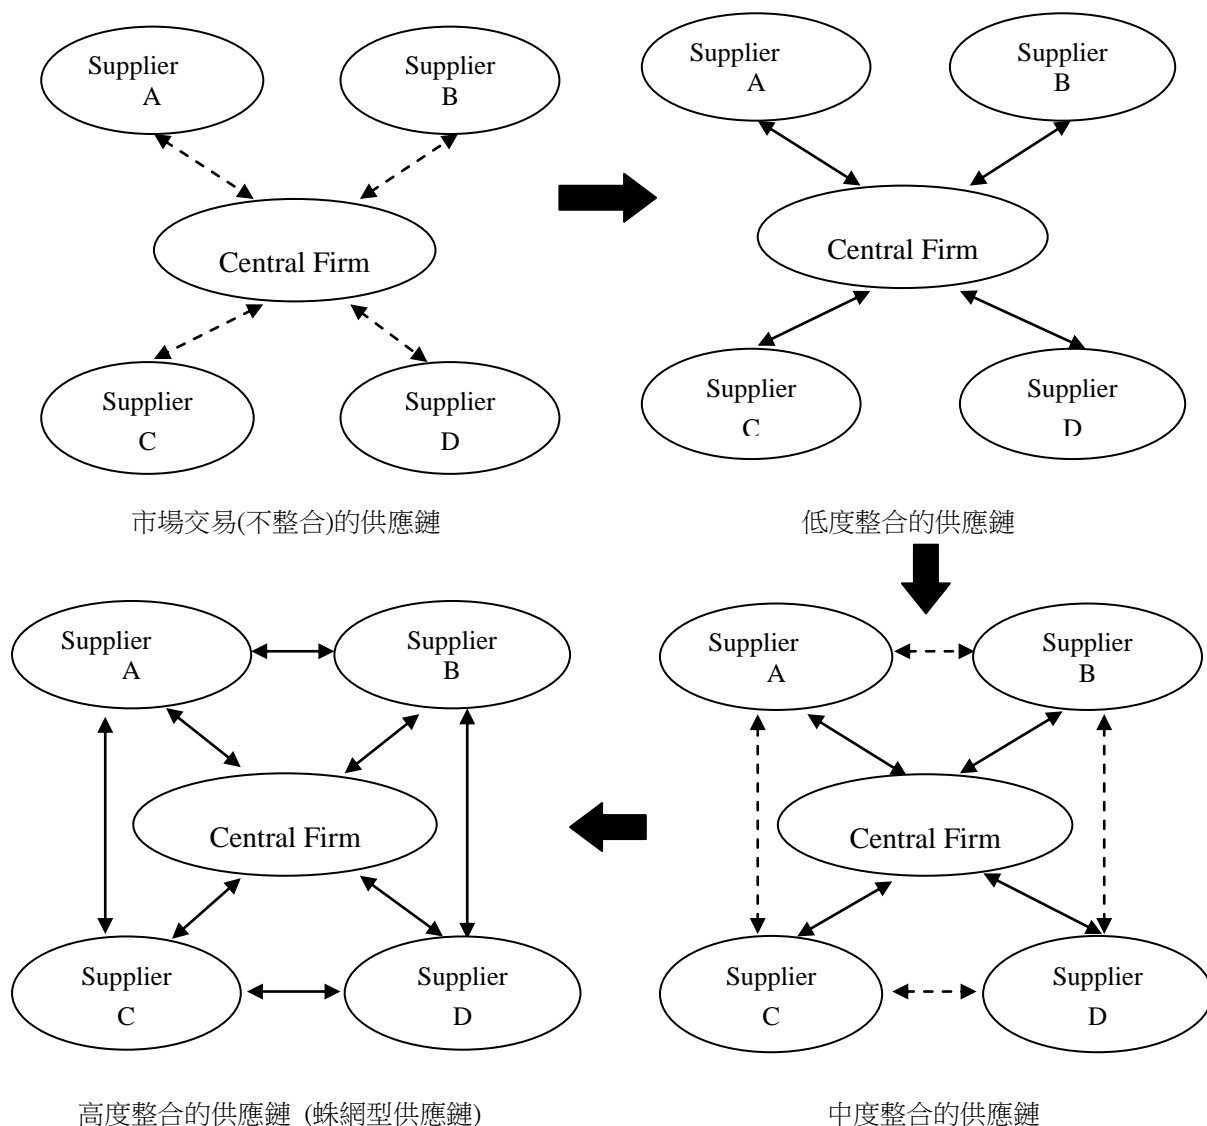 Supplier
A
Supplier
B
Central Firm
Supplier
C
Supplier
D
市場交易(不整合)的供應鏈
Supplier
A
Supplier
B
Central Firm
Supplier
C
Supplier
D
低度整合的供應鏈
Supplier
A
Supplier
B
Central Firm
Supplier
C
Supplier
D
高度整合的供應鏈 (蛛網型供應鏈)
Supplier
A
Supplier
B
Central Firm
Supplier
C
Supplier
D
中度整合的供應鏈